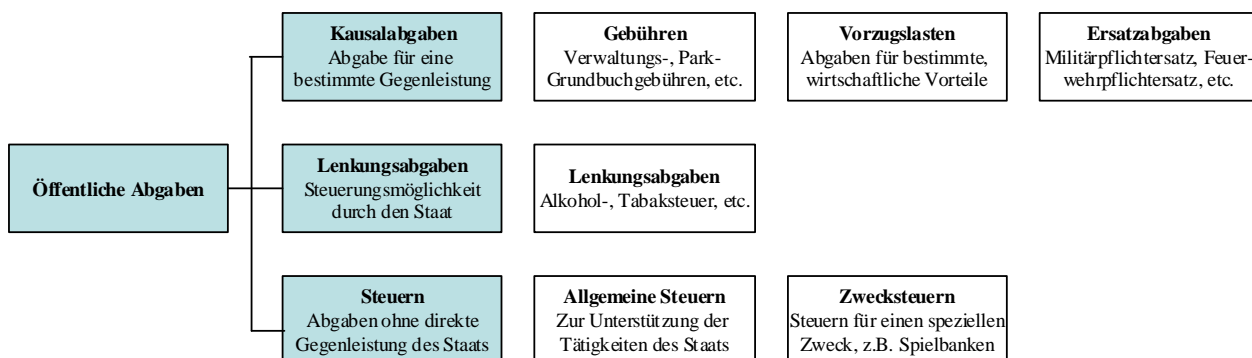 Kausalabgaben
Abgabe für eine
bestimmte Gegenleistung
Gebühren
Verwaltungs-, Park-
Grundbuchgebühren, etc.
Vorzugslasten
Abgaben für bestimmte,
wirtschaftliche Vorteile
Ersatzabgaben
Militärpflichtersatz, Feuer-
wehrpflichtersatz, etc.
Öffentliche Abgaben
Lenkungsabgaben
Steuerungsmöglichkeit
durch den Staat
Lenkungsabgaben
Alkohol-, Tabaksteuer, etc.
Steuern
Abgaben ohne direkte
Gegenleistung des Staats
Allgemeine Steuern
Zur Unterstützung der
Tätigkeiten des Staats
Zwecksteuern
Steuern für einen speziellen
Zweck, z.B. Spielbanken